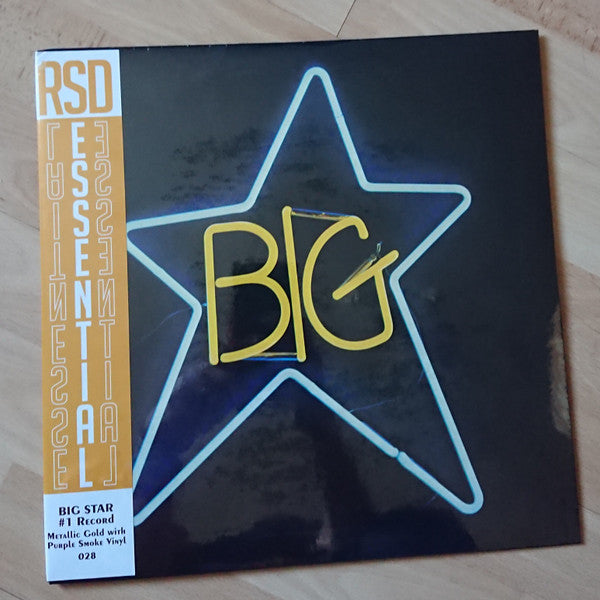 RSD
ESSENTIAL
ESSENTIAL
ESSENTIAL
BIG
BIG STAR
#1 Record
Metallic Gold with
Purple Smoke Vinyl
028